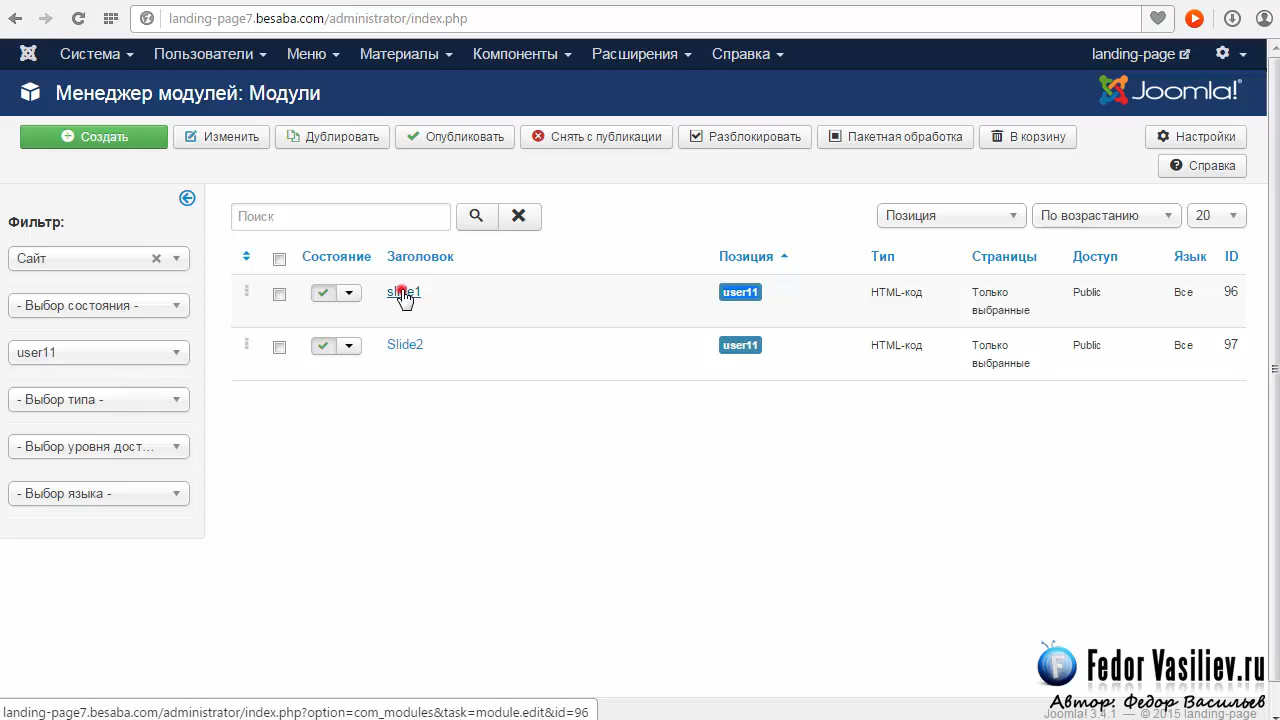 landing-page7.besaba.com/administrator/index.php
Система Пользователи Меню Материалы Компоненты Расширения Справка landing-page
Менеджер модулей: Модули Joomla!
Создать Изменить Дублировать Опубликовать Снять с публикации Разблокировать Пакетная обработка В корзину Настройки
Справка
Фильтр:
Сайт
- Выбор состояния -
user11
- Выбор типа -
- Выбор уровня дост...
- Выбор языка -
Поиск Позиция По возрастанию 20
Состояние Заголовок Позиция Тип Страницы Доступ Язык ID
slide1 user11 HTML-код Только выбранные Public Все 96
Slide2 user11 HTML-код Только выбранные Public Все 97
Fedor Vasiliev.ru
Автор: Федор Васильев
landing-page7.besaba.com/administrator/index.php?option=com_modules&task=module.edit&id=96
Joomla! 3.4.1 — © 2015 landing-page